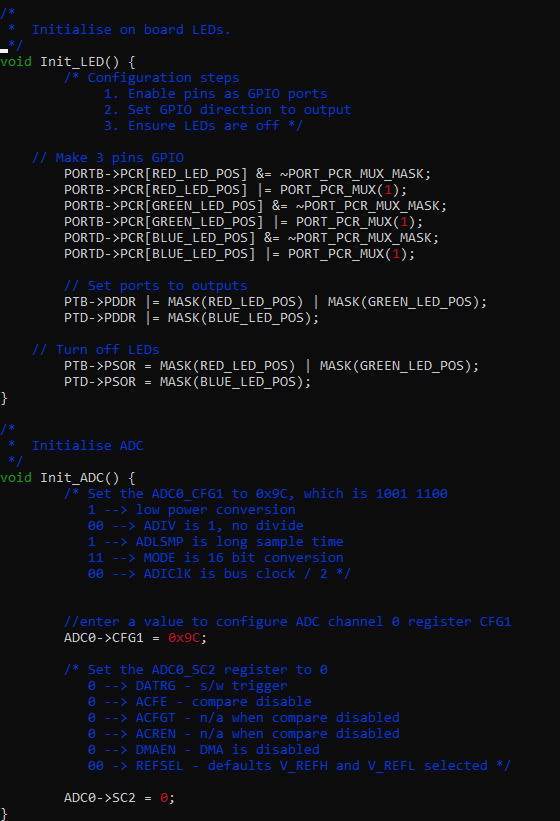 /*
 *  Initialise on board LEDs.
 */
void Init_LED() {
        /* Configuration steps
             1. Enable pins as GPIO ports
             2. Set GPIO direction to output
             3. Ensure LEDs are off */

    // Make 3 pins GPIO
        PORTB->PCR[RED_LED_POS] &= ~PORT_PCR_MUX_MASK;
        PORTB->PCR[RED_LED_POS] |= PORT_PCR_MUX(1);
        PORTB->PCR[GREEN_LED_POS] &= ~PORT_PCR_MUX_MASK;
        PORTB->PCR[GREEN_LED_POS] |= PORT_PCR_MUX(1);
        PORTD->PCR[BLUE_LED_POS] &= ~PORT_PCR_MUX_MASK;
        PORTD->PCR[BLUE_LED_POS] |= PORT_PCR_MUX(1);

        // Set ports to outputs
        PTB->PDDR |= MASK(RED_LED_POS) | MASK(GREEN_LED_POS);
        PTD->PDDR |= MASK(BLUE_LED_POS);

    // Turn off LEDs
        PTB->PSOR = MASK(RED_LED_POS) | MASK(GREEN_LED_POS);
        PTD->PSOR = MASK(BLUE_LED_POS);
}

/*
 *  Initialise ADC
 */
void Init_ADC() {
        /* Set the ADC0_CFG1 to 0x9C, which is 1001 1100
           1 --> low power conversion
           00 --> ADIV is 1, no divide
           1 --> ADLSMP is long sample time
           11 --> MODE is 16 bit conversion
           00 --> ADIClK is bus clock / 2 */


        //enter a value to configure ADC channel 0 register CFG1
        ADC0->CFG1 = 0x9C;

        /* Set the ADC0_SC2 register to 0
           0 --> DATRG - s/w trigger
           0 --> ACFE - compare disable
           0 --> ACFGT - n/a when compare disabled
           0 --> ACREN - n/a when compare disabled
           0 --> DMAEN - DMA is disabled
           00 -> REFSEL - defaults V_REFH and V_REFL selected */

        ADC0->SC2 = 0;
}